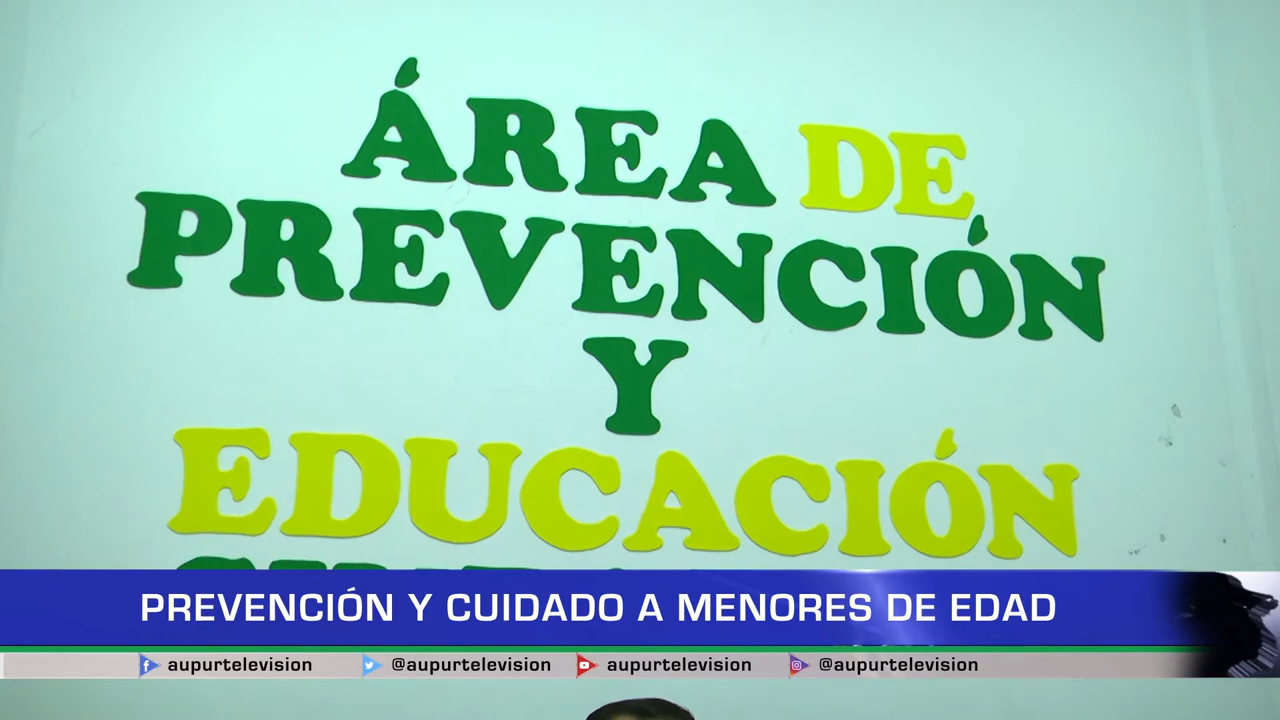 ÁREA DE
PREVENCIÓN
Y
EDUCACIÓN
PREVENCIÓN Y CUIDADO A MENORES DE EDAD
aupurtelevision @aupurtelevision aupurtelevision @aupurtelevision